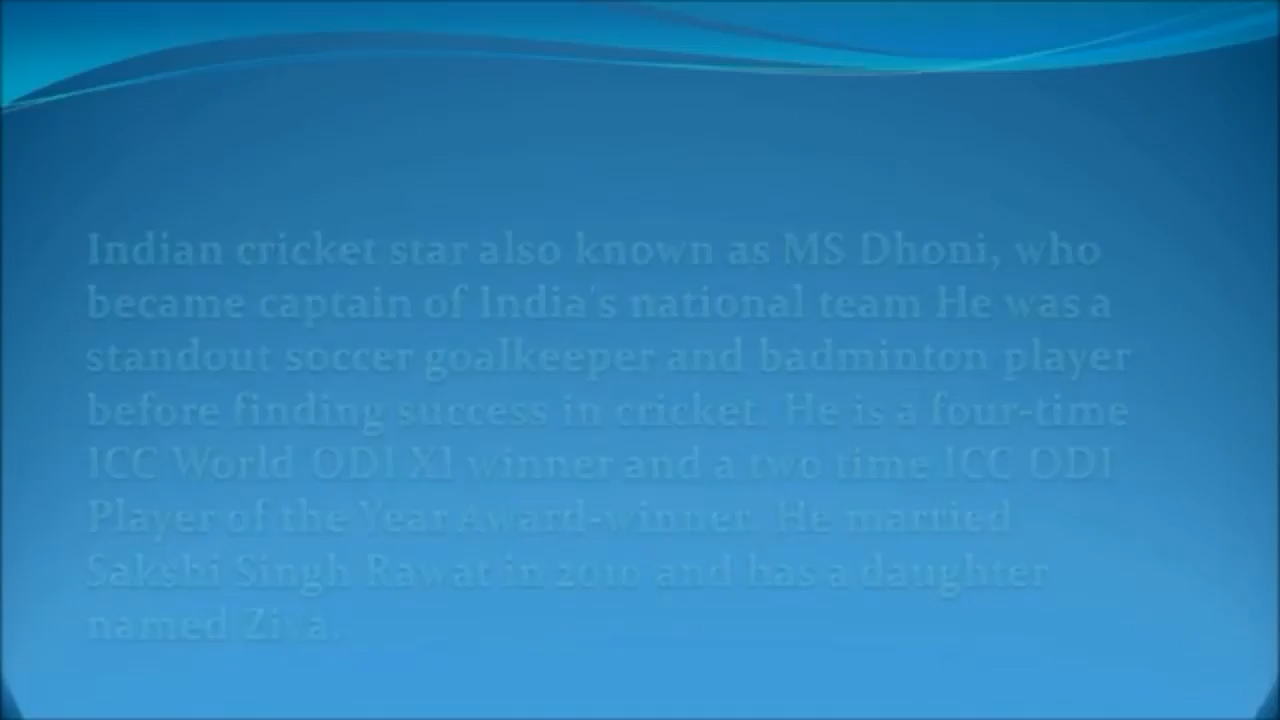 Indian cricket star also known as MS Dhoni, who
became captain of India's national team He was a
standout soccer goalkeeper and badminton player
before finding success in cricket. He is a four-time
ICC World ODI XI winner and a two time ICC ODI
Player of the Year Award-winner. He married
Sakshi Singh Rawat in 2010 and has a daughter
named Ziva.